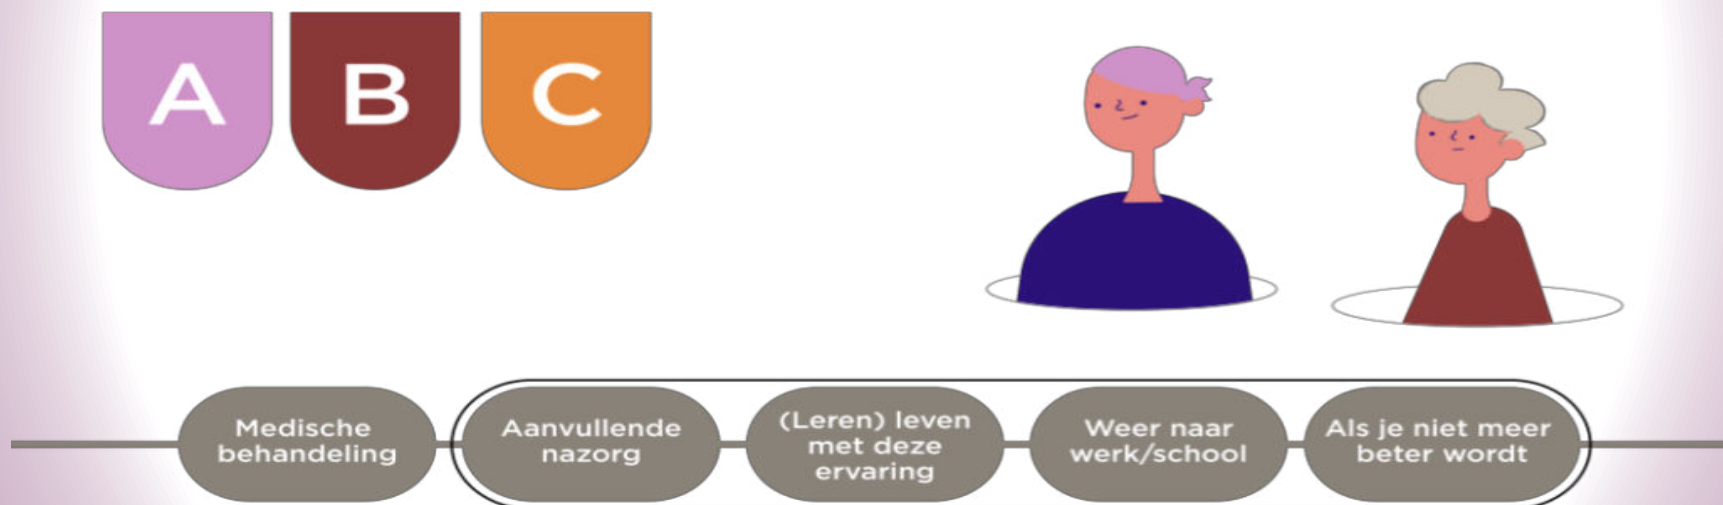 A
B
C
Medische
behandeling
Aanvullende
nazorg
(Leren) leven
met deze
ervaring
Weer naar
werk/school
Als je niet meer
beter wordt